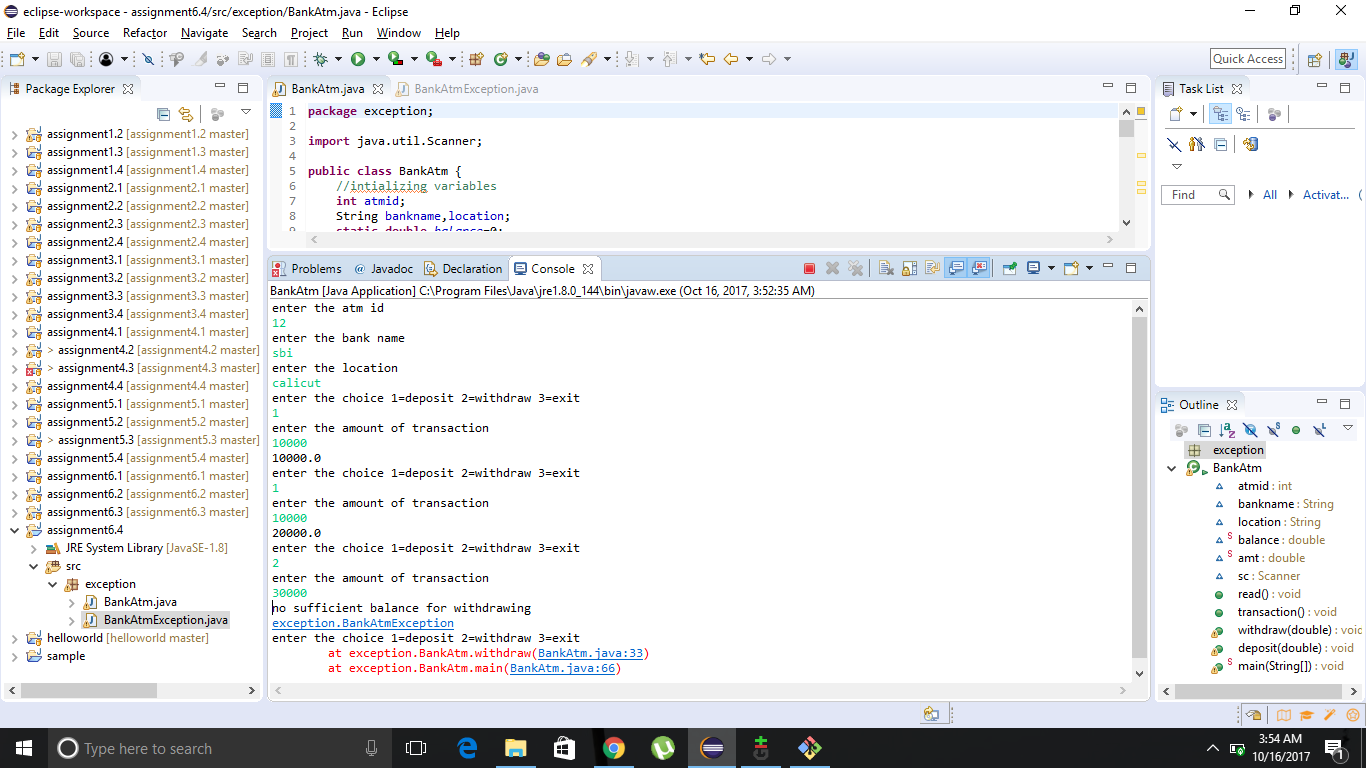 eclipse-workspace - assignment6.4/src/exception/BankAtm.java - Eclipse
File Edit Source Refactor Navigate Search Project Run Window Help
Quick Access
Package Explorer
assignment1.2 [assignment1.2 master]
assignment1.3 [assignment1.3 master]
assignment1.4 [assignment1.4 master]
assignment2.1 [assignment2.1 master]
assignment2.2 [assignment2.2 master]
assignment2.3 [assignment2.3 master]
assignment2.4 [assignment2.4 master]
assignment3.1 [assignment3.1 master]
assignment3.2 [assignment3.2 master]
assignment3.3 [assignment3.3 master]
assignment3.4 [assignment3.4 master]
assignment4.1 [assignment4.1 master]
> assignment4.2 [assignment4.2 master]
> assignment4.3 [assignment4.3 master]
assignment4.4 [assignment4.4 master]
assignment5.1 [assignment5.1 master]
assignment5.2 [assignment5.2 master]
> assignment5.3 [assignment5.3 master]
assignment5.4 [assignment5.4 master]
assignment6.1 [assignment6.1 master]
assignment6.2 [assignment6.2 master]
assignment6.3 [assignment6.3 master]
assignment6.4
JRE System Library [JavaSE-1.8]
src
exception
BankAtm.java
BankAtmException.java
helloworld [helloworld master]
sample
BankAtm.java BankAtmException.java
1 package exception;
2
3 import java.util.Scanner;
4
5 public class BankAtm {
6 //intializing variables
7 int atmid;
8 String bankname,location;
9 static double balance=0;
Problems @ Javadoc Declaration Console
BankAtm [Java Application] C:\Program Files\Java\jre1.8.0_144\bin\javaw.exe (Oct 16, 2017, 3:52:35 AM)
enter the atm id
12
enter the bank name
sbi
enter the location
calicut
enter the choice 1=deposit 2=withdraw 3=exit
1
enter the amount of transaction
10000
10000.0
enter the choice 1=deposit 2=withdraw 3=exit
1
enter the amount of transaction
10000
20000.0
enter the choice 1=deposit 2=withdraw 3=exit
2
enter the amount of transaction
30000
no sufficient balance for withdrawing
exception.BankAtmException
enter the choice 1=deposit 2=withdraw 3=exit
at exception.BankAtm.withdraw(BankAtm.java:33)
at exception.BankAtm.main(BankAtm.java:66)
Task List
Find All Activat...
Outline
exception
BankAtm
atmid : int
bankname : String
location : String
balance : double
amt : double
sc : Scanner
read() : void
transaction() : void
withdraw(double) : voic
deposit(double) : void
main(String[]) : void
Type here to search
3:54 AM
10/16/2017
1